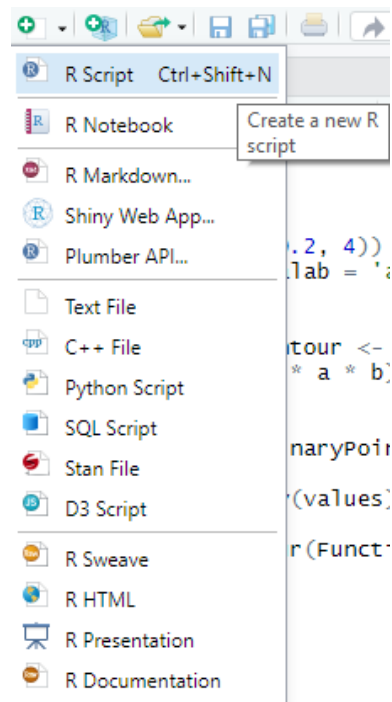 R Script Ctrl+Shift+N
R Notebook
Create a new R
script
R Markdown...
Shiny Web App...
Plumber API...
Text File
C++ File
Python Script
SQL Script
Stan File
D3 Script
R Sweave
R HTML
R Presentation
R Documentation
.2, 4))
lab = '
tour <-
* a * b)
naryPoi
(values)
r(Funct